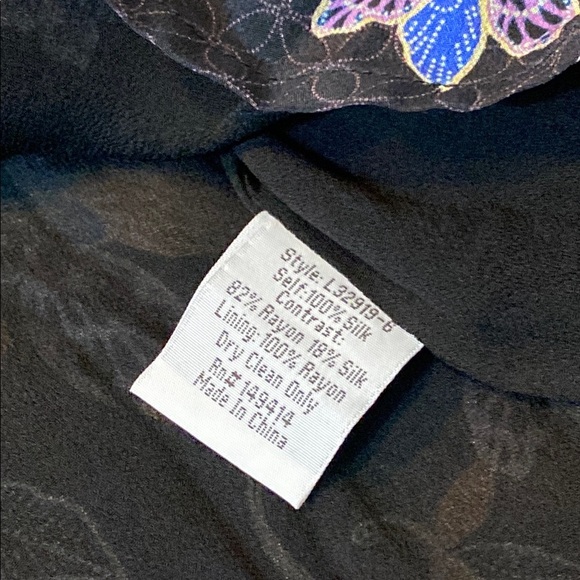 Style: L32919-6
Self:100% Silk
Contrast:
82% Rayon 18% Silk
Lining:100% Rayon
Dry Clean Only
Rn# 149414
Made In China